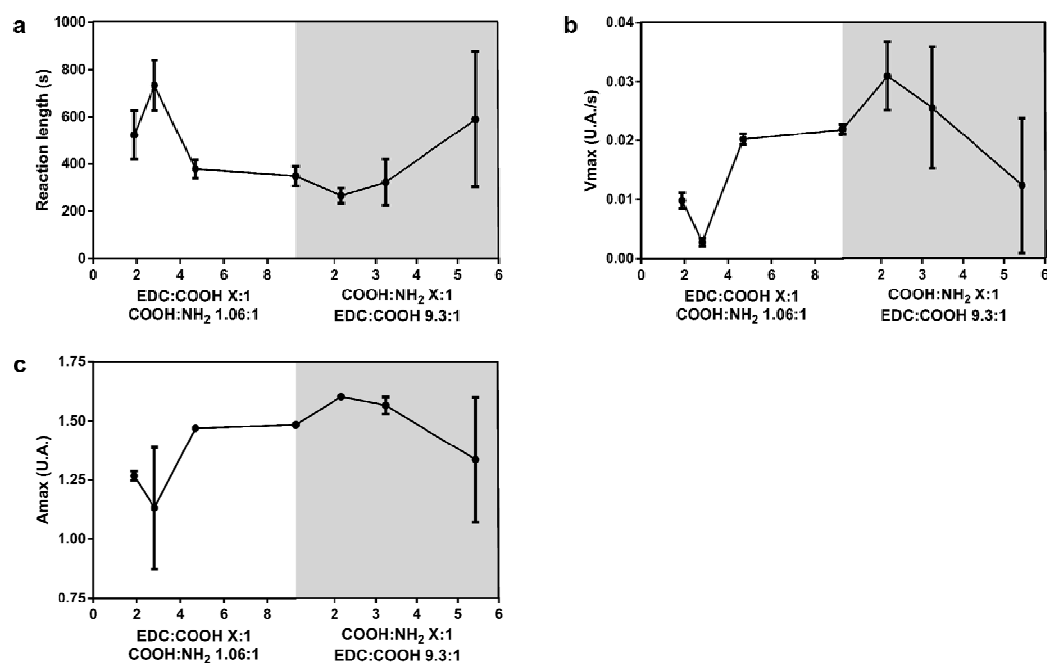 a
Reaction length (s)
1000
800
600
400
200
0
0 2 4 6 8 2 3 4 5 6
EDC:COOH X:1
COOH:NH2 1.06:1
COOH:NH2 X:1
EDC:COOH 9.3:1
b
Vmax (U.A./s)
0.04
0.03
0.02
0.01
0.00
0 2 4 6 8 2 3 4 5 6
EDC:COOH X:1
COOH:NH2 1.06:1
COOH:NH2 X:1
EDC:COOH 9.3:1
c
Amax (U.A.)
1.75
1.50
1.25
1.00
0.75
0 2 4 6 8 2 3 4 5 6
EDC:COOH X:1
COOH:NH2 1.06:1
COOH:NH2 X:1
EDC:COOH 9.3:1